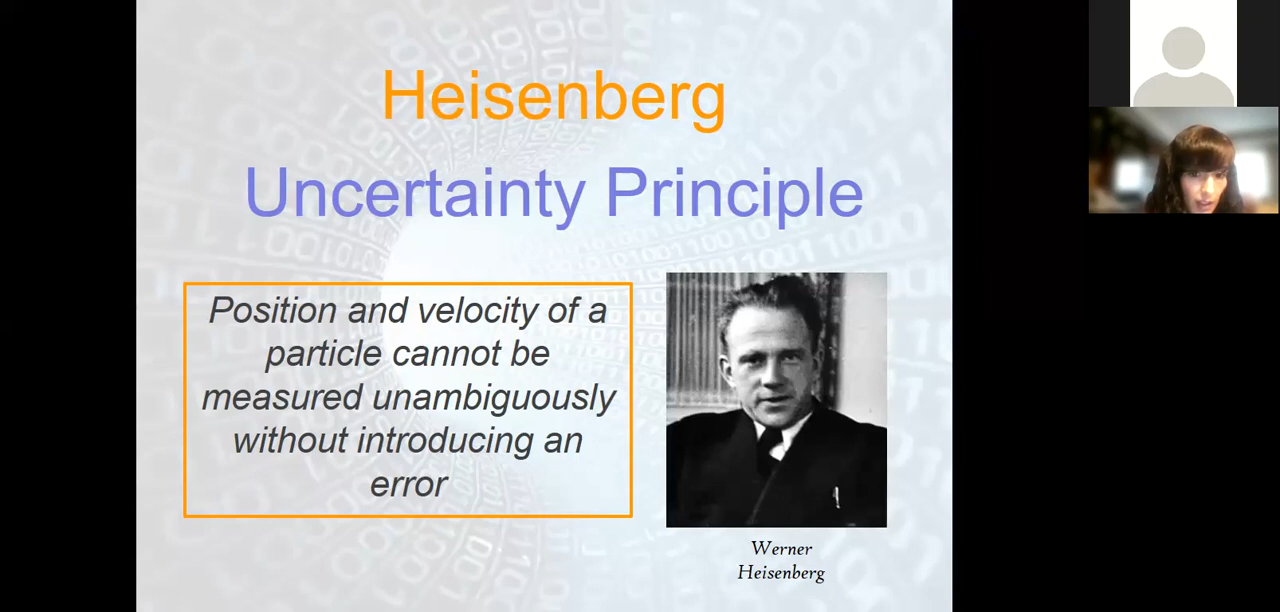 Heisenberg
Uncertainty Principle
Position and velocity of a
particle cannot be
measured unambiguously
without introducing an
error
Werner
Heisenberg